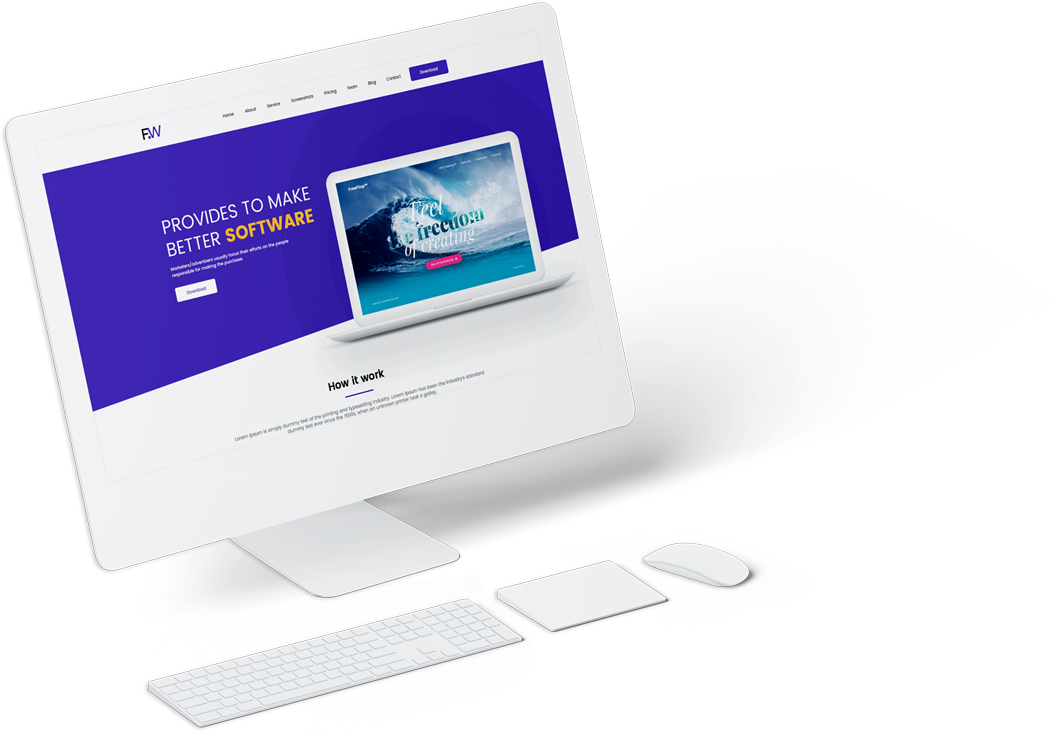 Home About Service Screenshots Pricing Team Blog Contact Download
F.W
PROVIDES TO MAKE
BETTER SOFTWARE
Marketers/advertisers usually focus their efforts on the people
responsible for making the purchase
Download
Feel
freedom
of creating
How it work
Lorem Ipsum is simply dummy text of the printing and typesetting industry. Lorem Ipsum has been the industry's standard
dummy text ever since the 1500s, when an unknown printer took a galley.